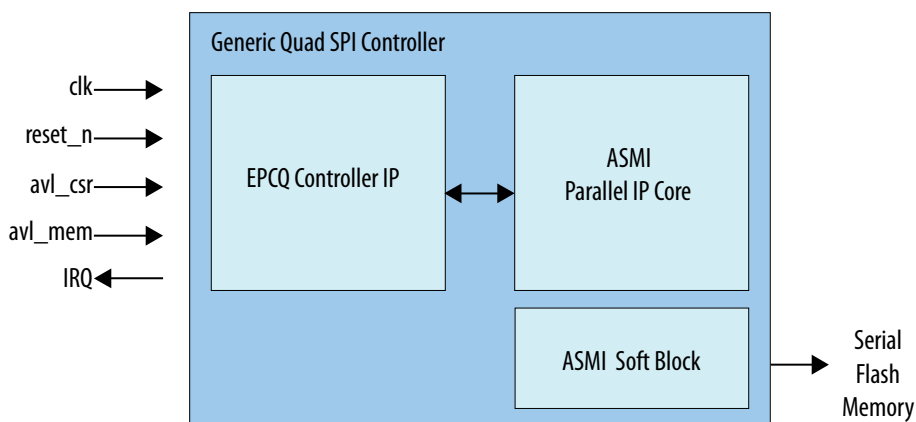 Generic Quad SPI Controller
clk
reset_n
avl_csr
avl_mem
IRQ
EPCQ Controller IP
ASMI
Parallel IP Core
ASMI Soft Block
Serial
Flash
Memory